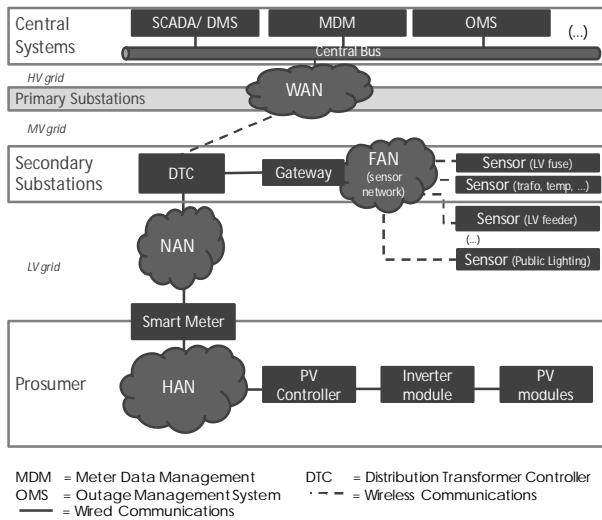 Central Systems
SCADA/ DMS
MDM
OMS
(...)
Central Bus
HV grid
WAN
Primary Substations
MV grid
Secondary Substations
DTC
Gateway
FAN
(sensor
network)
Sensor (LV fuse)
Sensor (trafo, temp, ...)
Sensor
(LV feeder)
(...)
Sensor (Public Lighting)
NAN
LV grid
Smart Meter
Prosumer
HAN
PV
Controller
Inverter
module
PV
modules
MDM = Meter Data Management
DTC = Distribution Transformer Controller
OMS = Outage Management System
= Wireless Communications
= Wired Communications